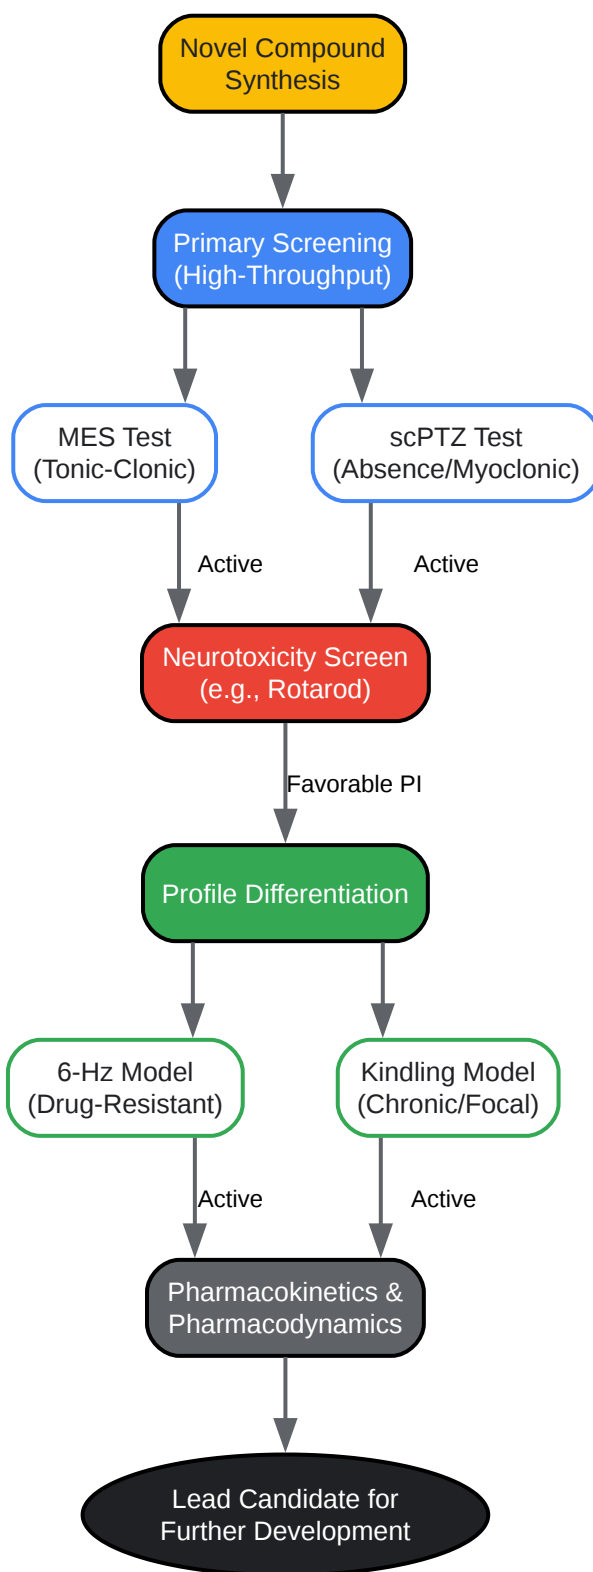 Novel Compound
Synthesis
Primary Screening
(High-Throughput)
MES Test
(Tonic-Clonic)
scPTZ Test
(Absence/Myoclonic)
Active
Active
Neurotoxicity Screen
(e.g., Rotarod)
Favorable PI
Profile Differentiation
6-Hz Model
(Drug-Resistant)
Kindling Model
(Chronic/Focal)
Active
Active
Pharmacokinetics &
Pharmacodynamics
Lead Candidate for
Further Development